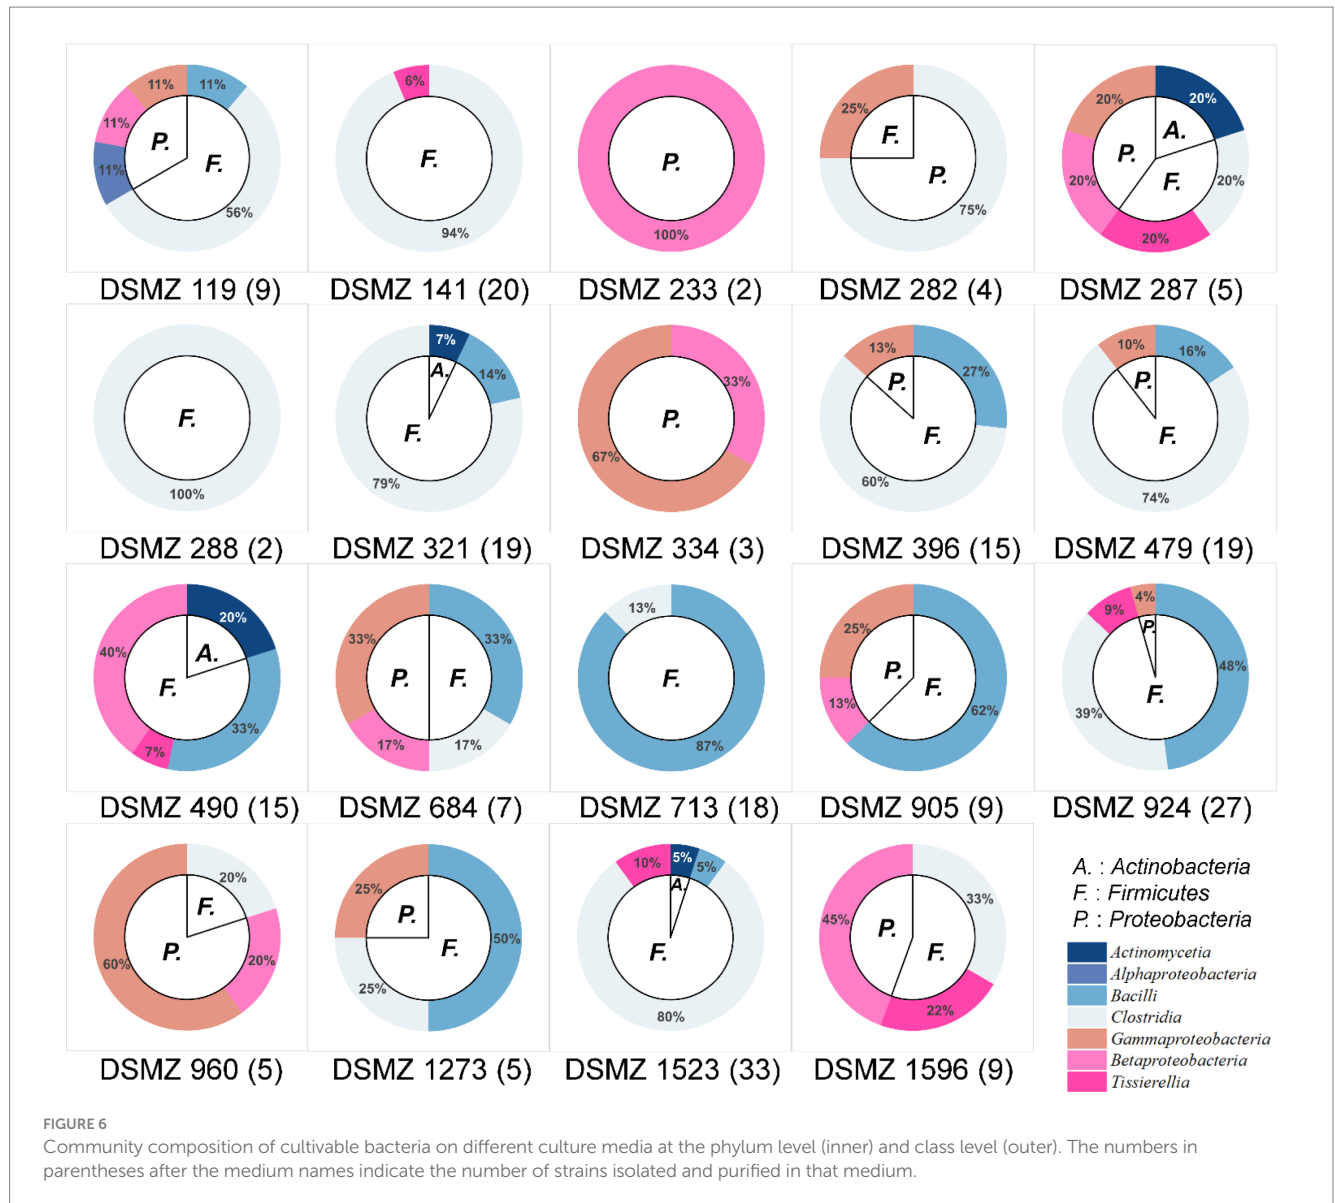 11% 11%
P.
11%
F.
11%
56%
DSMZ 119 (9)
6%
F.
94%
DSMZ 141 (20)
P.
100%
DSMZ 233 (2)
25%
F.
P.
75%
DSMZ 282 (4)
20% 20%
A.
P.
F.
20% 20%
20%
DSMZ 287 (5)
F.
100%
DSMZ 288 (2)
7%
A. 14%
F.
79%
DSMZ 321 (19)
33%
P.
67%
DSMZ 334 (3)
13%
27%
P.
F.
60%
DSMZ 396 (15)
10% 16%
P.
F.
74%
DSMZ 479 (19)
20%
40% A.
F.
33%
7%
DSMZ 490 (15)
33% 33%
P. F.
17% 17%
DSMZ 684 (7)
13%
F.
87%
DSMZ 713 (18)
25%
P. F.
13% 62%
DSMZ 905 (9)
9% 4%
P.
48%
F.
39%
DSMZ 924 (27)
20%
F.
P.
60% 20%
DSMZ 960 (5)
25%
P.
F. 50%
25%
DSMZ 1273 (5)
10% 5% 5%
A.
F.
80%
DSMZ 1523 (33)
33%
45% P.
F.
22%
DSMZ 1596 (9)
A. : Actinobacteria
F. : Firmicutes
P. : Proteobacteria
Actinomycetia
Alphaproteobacteria
Bacilli
Clostridia
Gammaproteobacteria
Betaproteobacteria
Tissierellia
FIGURE 6
Community composition of cultivable bacteria on different culture media at the phylum level (inner) and class level (outer). The numbers in
parentheses after the medium names indicate the number of strains isolated and purified in that medium.